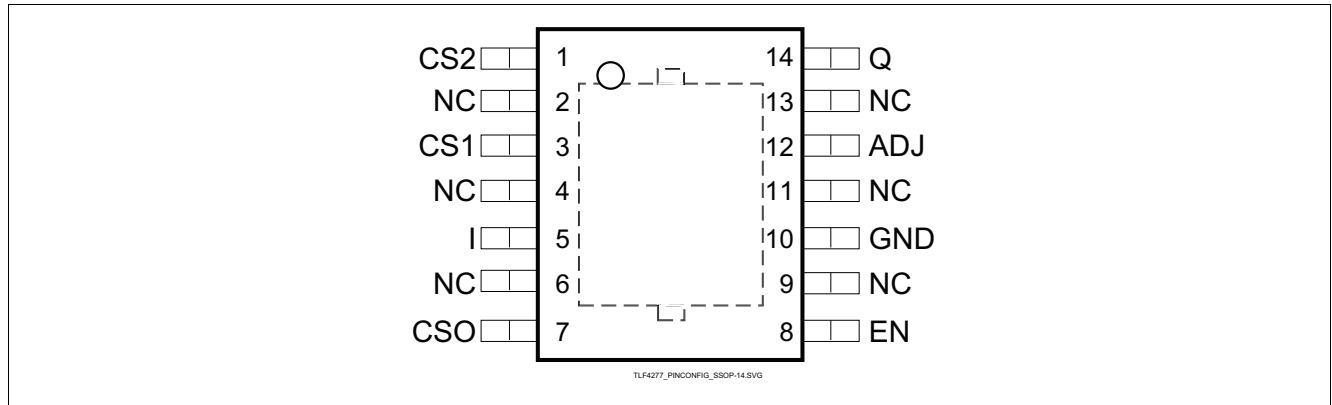 CS2 1 14 Q
NC 2 13 NC
CS1 3 12 ADJ
NC 4 11 NC
I 5 10 GND
NC 6 9 NC
CSO 7 8 EN
TLF4277_PINCONFIG_SSOP-14.SVG